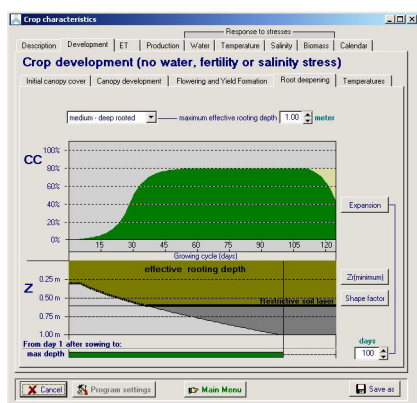 Crop characteristics
Response to stresses
Description Development ET Production Water Temperature Salinity Biomass Calendar
Crop development (no water, fertility or salinity stress)
Initial canopy cover Canopy development Flowering and Yield Formation Root deepening Temperatures
medium - deep rooted maximum effective rooting depth 1.00 meter
CC
100%
80%
60%
40%
20%
0%
15 30 45 60 75 90 105 120
Growing cycle (days)
Expansion
effective rooting depth
Z
0.25 m
0.50 m
0.75 m
1.00 m
Restrictive soil layer
Zr(minimum)
Shape factor
From day 1 after sowing to:
max depth
days
100
Cancel Program settings Main Menu Save as